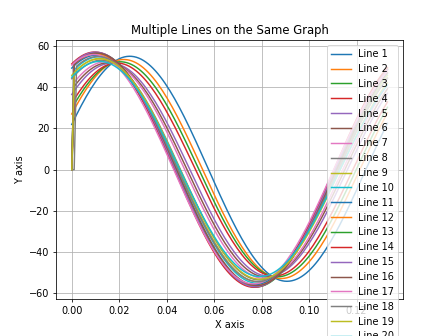 Multiple Lines on the Same Graph
Y axis
60
40
20
0
−20
−40
−60
0.00
0.02
0.04
0.06
0.08
0.10
X axis
Line 1
Line 2
Line 3
Line 4
Line 5
Line 6
Line 7
Line 8
Line 9
Line 10
Line 11
Line 12
Line 13
Line 14
Line 15
Line 16
Line 17
Line 18
Line 19